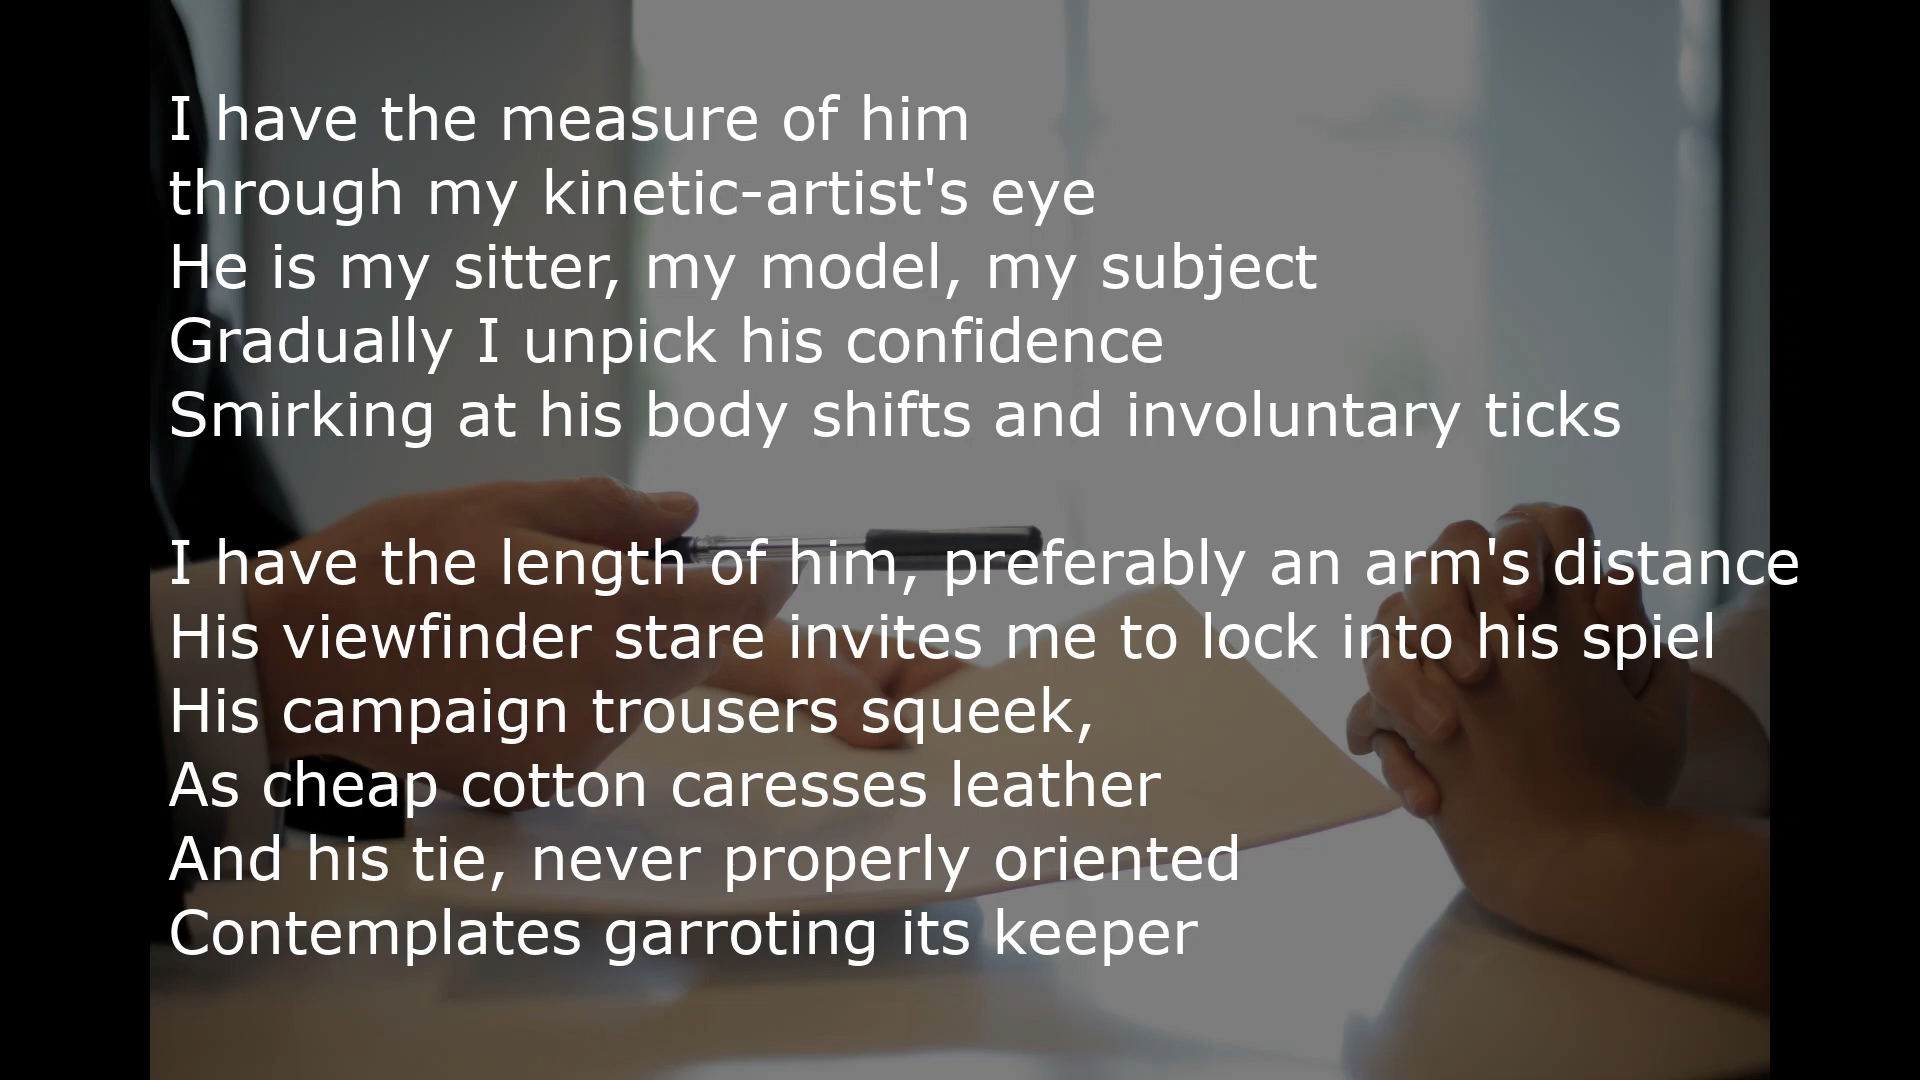 I have the measure of him
through my kinetic-artist's eye
He is my sitter, my model, my subject
Gradually I unpick his confidence
Smirking at his body shifts and involuntary ticks
I have the length of him, preferably an arm's distance
His viewfinder stare invites me to lock into his spiel
His campaign trousers squeek,
As cheap cotton caresses leather
And his tie, never properly oriented
Contemplates garroting its keeper